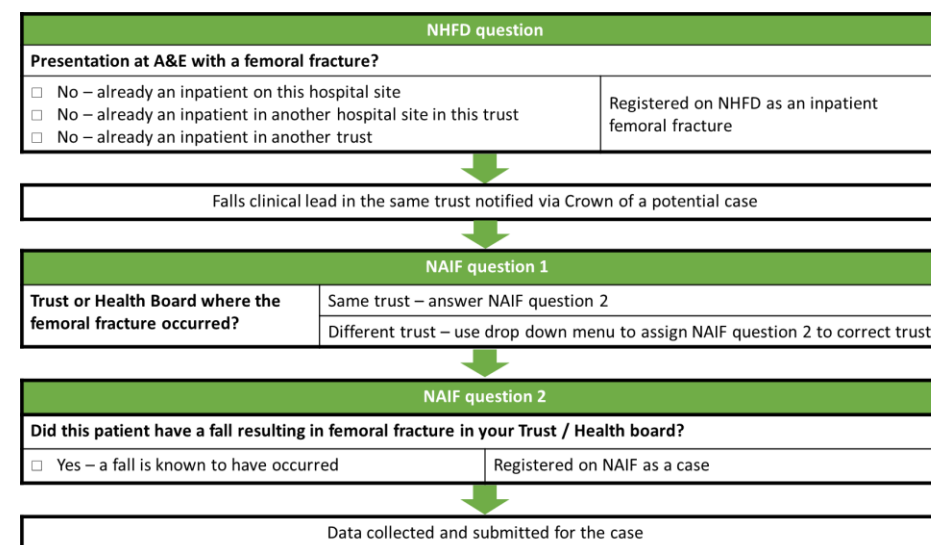 NHFD question
Presentation at A&E with a femoral fracture?
□ No – already an inpatient on this hospital site
□ No – already an inpatient in another hospital site in this trust
□ No – already an inpatient in another trust
Registered on NHFD as an inpatient
femoral fracture
Falls clinical lead in the same trust notified via Crown of a potential case
NAIF question 1
Trust or Health Board where the
femoral fracture occurred?
Same trust – answer NAIF question 2
Different trust – use drop down menu to assign NAIF question 2 to correct trust
NAIF question 2
Did this patient have a fall resulting in femoral fracture in your Trust / Health board?
□ Yes – a fall is known to have occurred
Registered on NAIF as a case
Data collected and submitted for the case